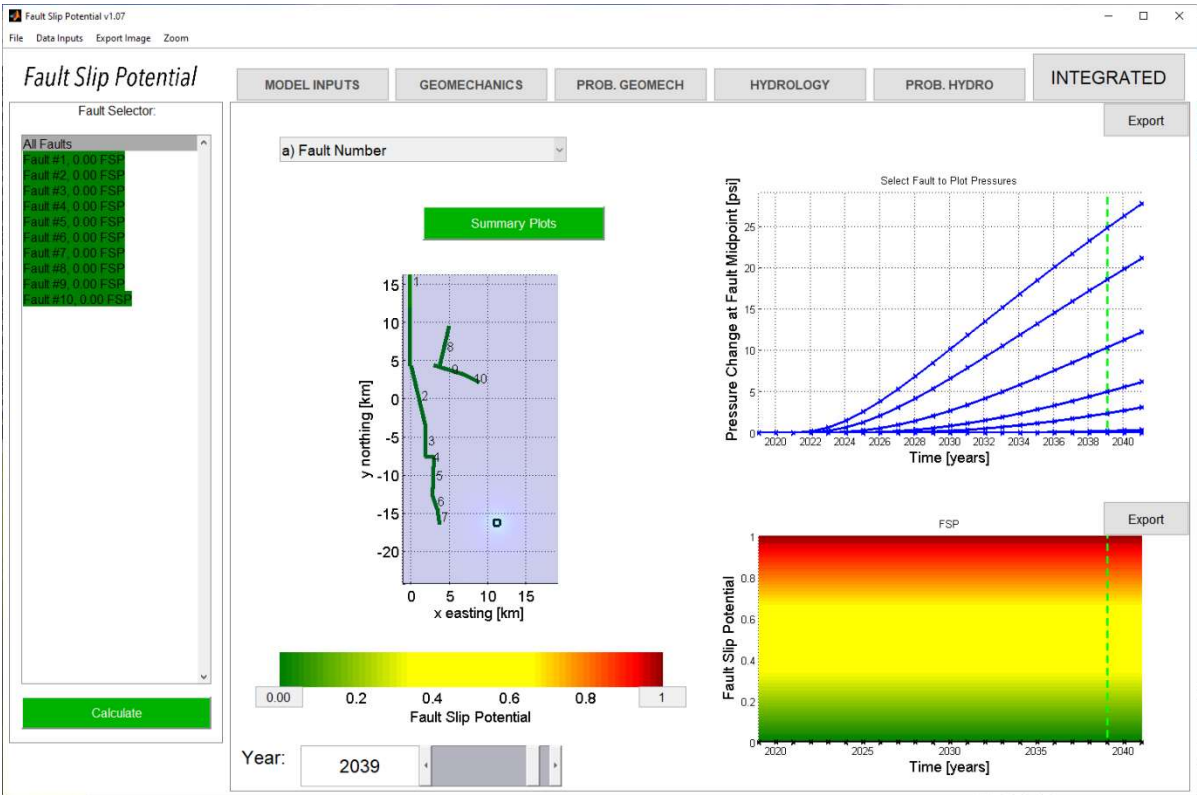 Fault Slip Potential v1.07
File Data Inputs Export Image Zoom
Fault Slip Potential
MODEL INPUTS GEOMECHANICS PROB. GEOMECH HYDROLOGY PROB. HYDRO INTEGRATED
Fault Selector:
All Faults
Fault #1, 0.00 FSP
Fault #2, 0.00 FSP
Fault #3, 0.00 FSP
Fault #4, 0.00 FSP
Fault #5, 0.00 FSP
Fault #6, 0.00 FSP
Fault #7, 0.00 FSP
Fault #8, 0.00 FSP
Fault #9, 0.00 FSP
Fault #10, 0.00 FSP
Calculate
a) Fault Number
Summary Plots
15
10
5
0
-5
-10
-15
-20
y northing [km]
1
8
9
10
2
3
4
5
6
7
0 5 10 15
x easting [km]
0.00 0.2 0.4 0.6 0.8 1
Fault Slip Potential
Year: 2039
Export
Select Fault to Plot Pressures
Pressure Change at Fault Midpoint [psi]
25
20
15
10
5
0
2020 2022 2024 2026 2028 2030 2032 2034 2036 2038 2040
Time [years]
Export
FSP
Fault Slip Potential
1
0.8
0.6
0.4
0.2
0
2020 2025 2030 2035 2040
Time [years]